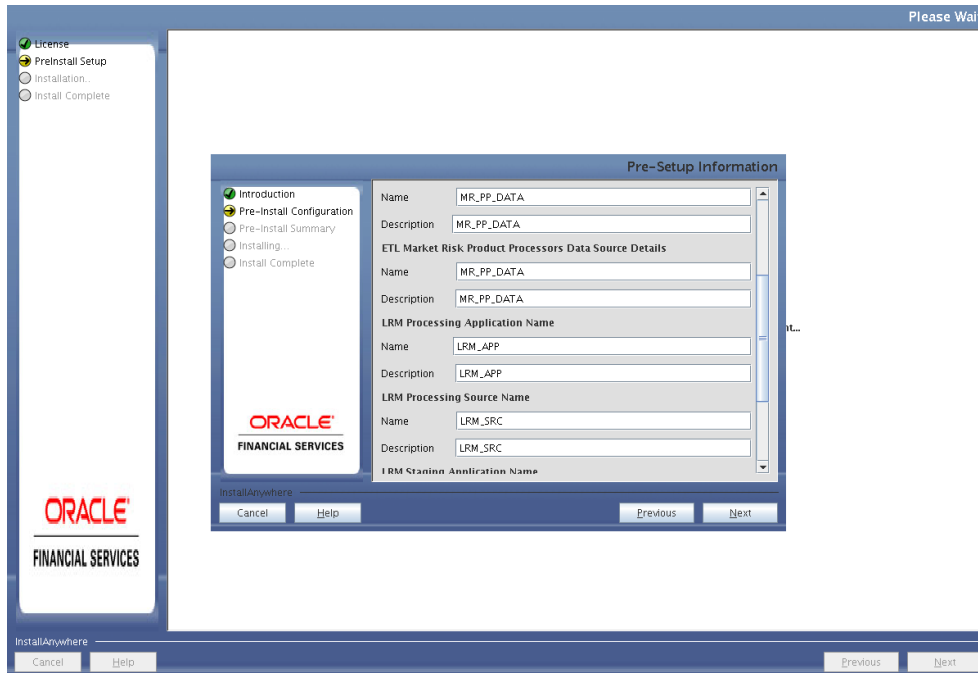 Please Wai
License
PreInstall Setup
Installation..
Install Complete
Pre-Setup Information
Introduction
Pre-Install Configuration
Pre-Install Summary
Installing...
Install Complete
Name MR_PP_DATA
Description MR_PP_DATA
ETL Market Risk Product Processors Data Source Details
Name MR_PP_DATA
Description MR_PP_DATA
LRM Processing Application Name
Name LRM_APP
Description LRM_APP
LRM Processing Source Name
Name LRM_SRC
Description LRM_SRC
LRM Staging Application Name
nt...
ORACLE
FINANCIAL SERVICES
InstallAnywhere
Cancel Help Previous Next
ORACLE
FINANCIAL SERVICES
InstallAnywhere
Cancel Help Previous Next